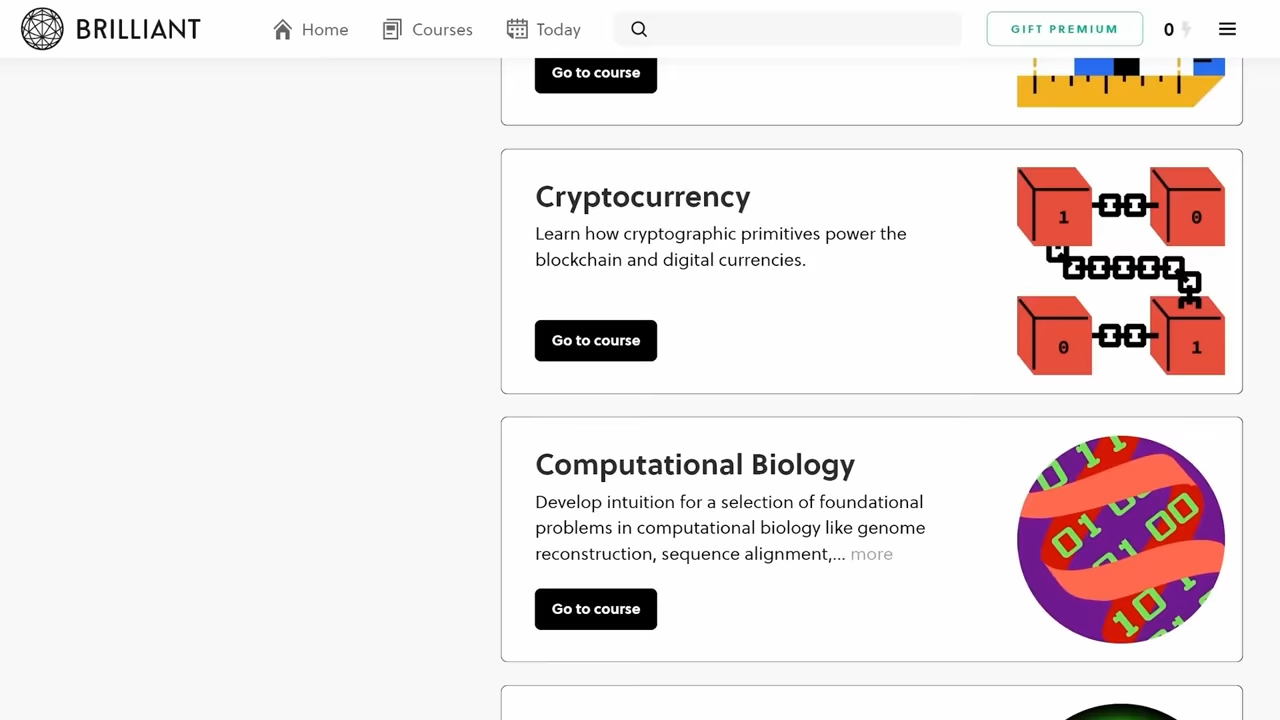 BRILLIANT
Home
Courses
Today
GIFT PREMIUM
0
Go to course
Cryptocurrency
Learn how cryptographic primitives power the
blockchain and digital currencies.
Go to course
1
0
0
1
Computational Biology
Develop intuition for a selection of foundational
problems in computational biology like genome
reconstruction, sequence alignment,... more
Go to course
01 00